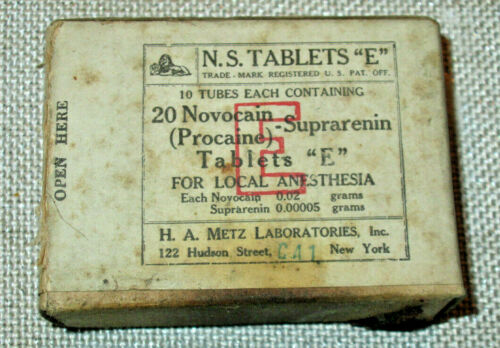 OPEN HERE
N.S. TABLETS "E"
TRADE-MARK REGISTERED U.S. PAT. OFF.
10 TUBES EACH CONTAINING
20 Novocain
(Procaine)
-Suprarenin
Tablets "E"
E
FOR LOCAL ANESTHESIA
Each Novocain 0.02 grams
Suprarenin 0.00005 grams
H. A. METZ LABORATORIES, Inc.
122 Hudson Street, New York
CA1